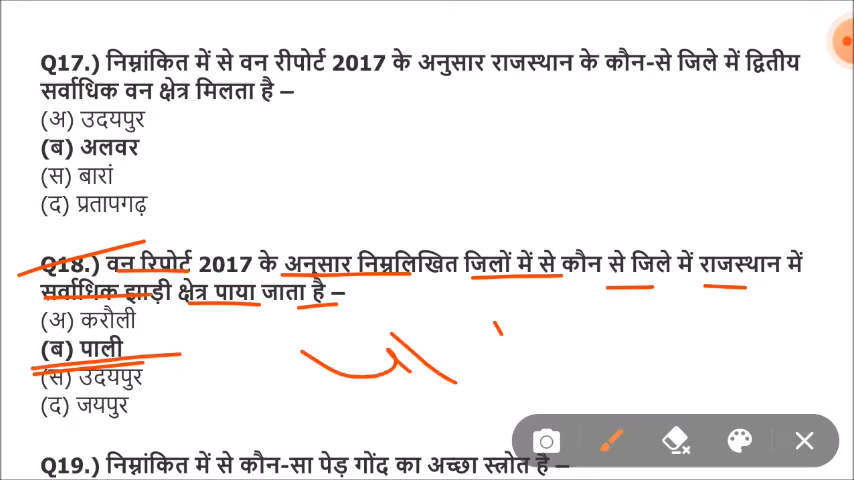 Q17.) निम्नांकित में से वन रीपोर्ट 2017 के अनुसार राजस्थान के कौन-से जिले में द्वितीय
सर्वाधिक वन क्षेत्र मिलता है –
(अ) उदयपुर
(ब) अलवर
(स) बारां
(द) प्रतापगढ़
Q18.) वन रिपोर्ट 2017 के अनुसार निम्नलिखित जिलों में से कौन से जिले में राजस्थान में
सर्वाधिक झाड़ी क्षेत्र पाया जाता है –
(अ) करौली
(ब) पाली
(स) उदयपुर
(द) जयपुर
Q19.) निम्नांकित में से कौन-सा पेड़ गोंद का अच्छा स्त्रोत है –